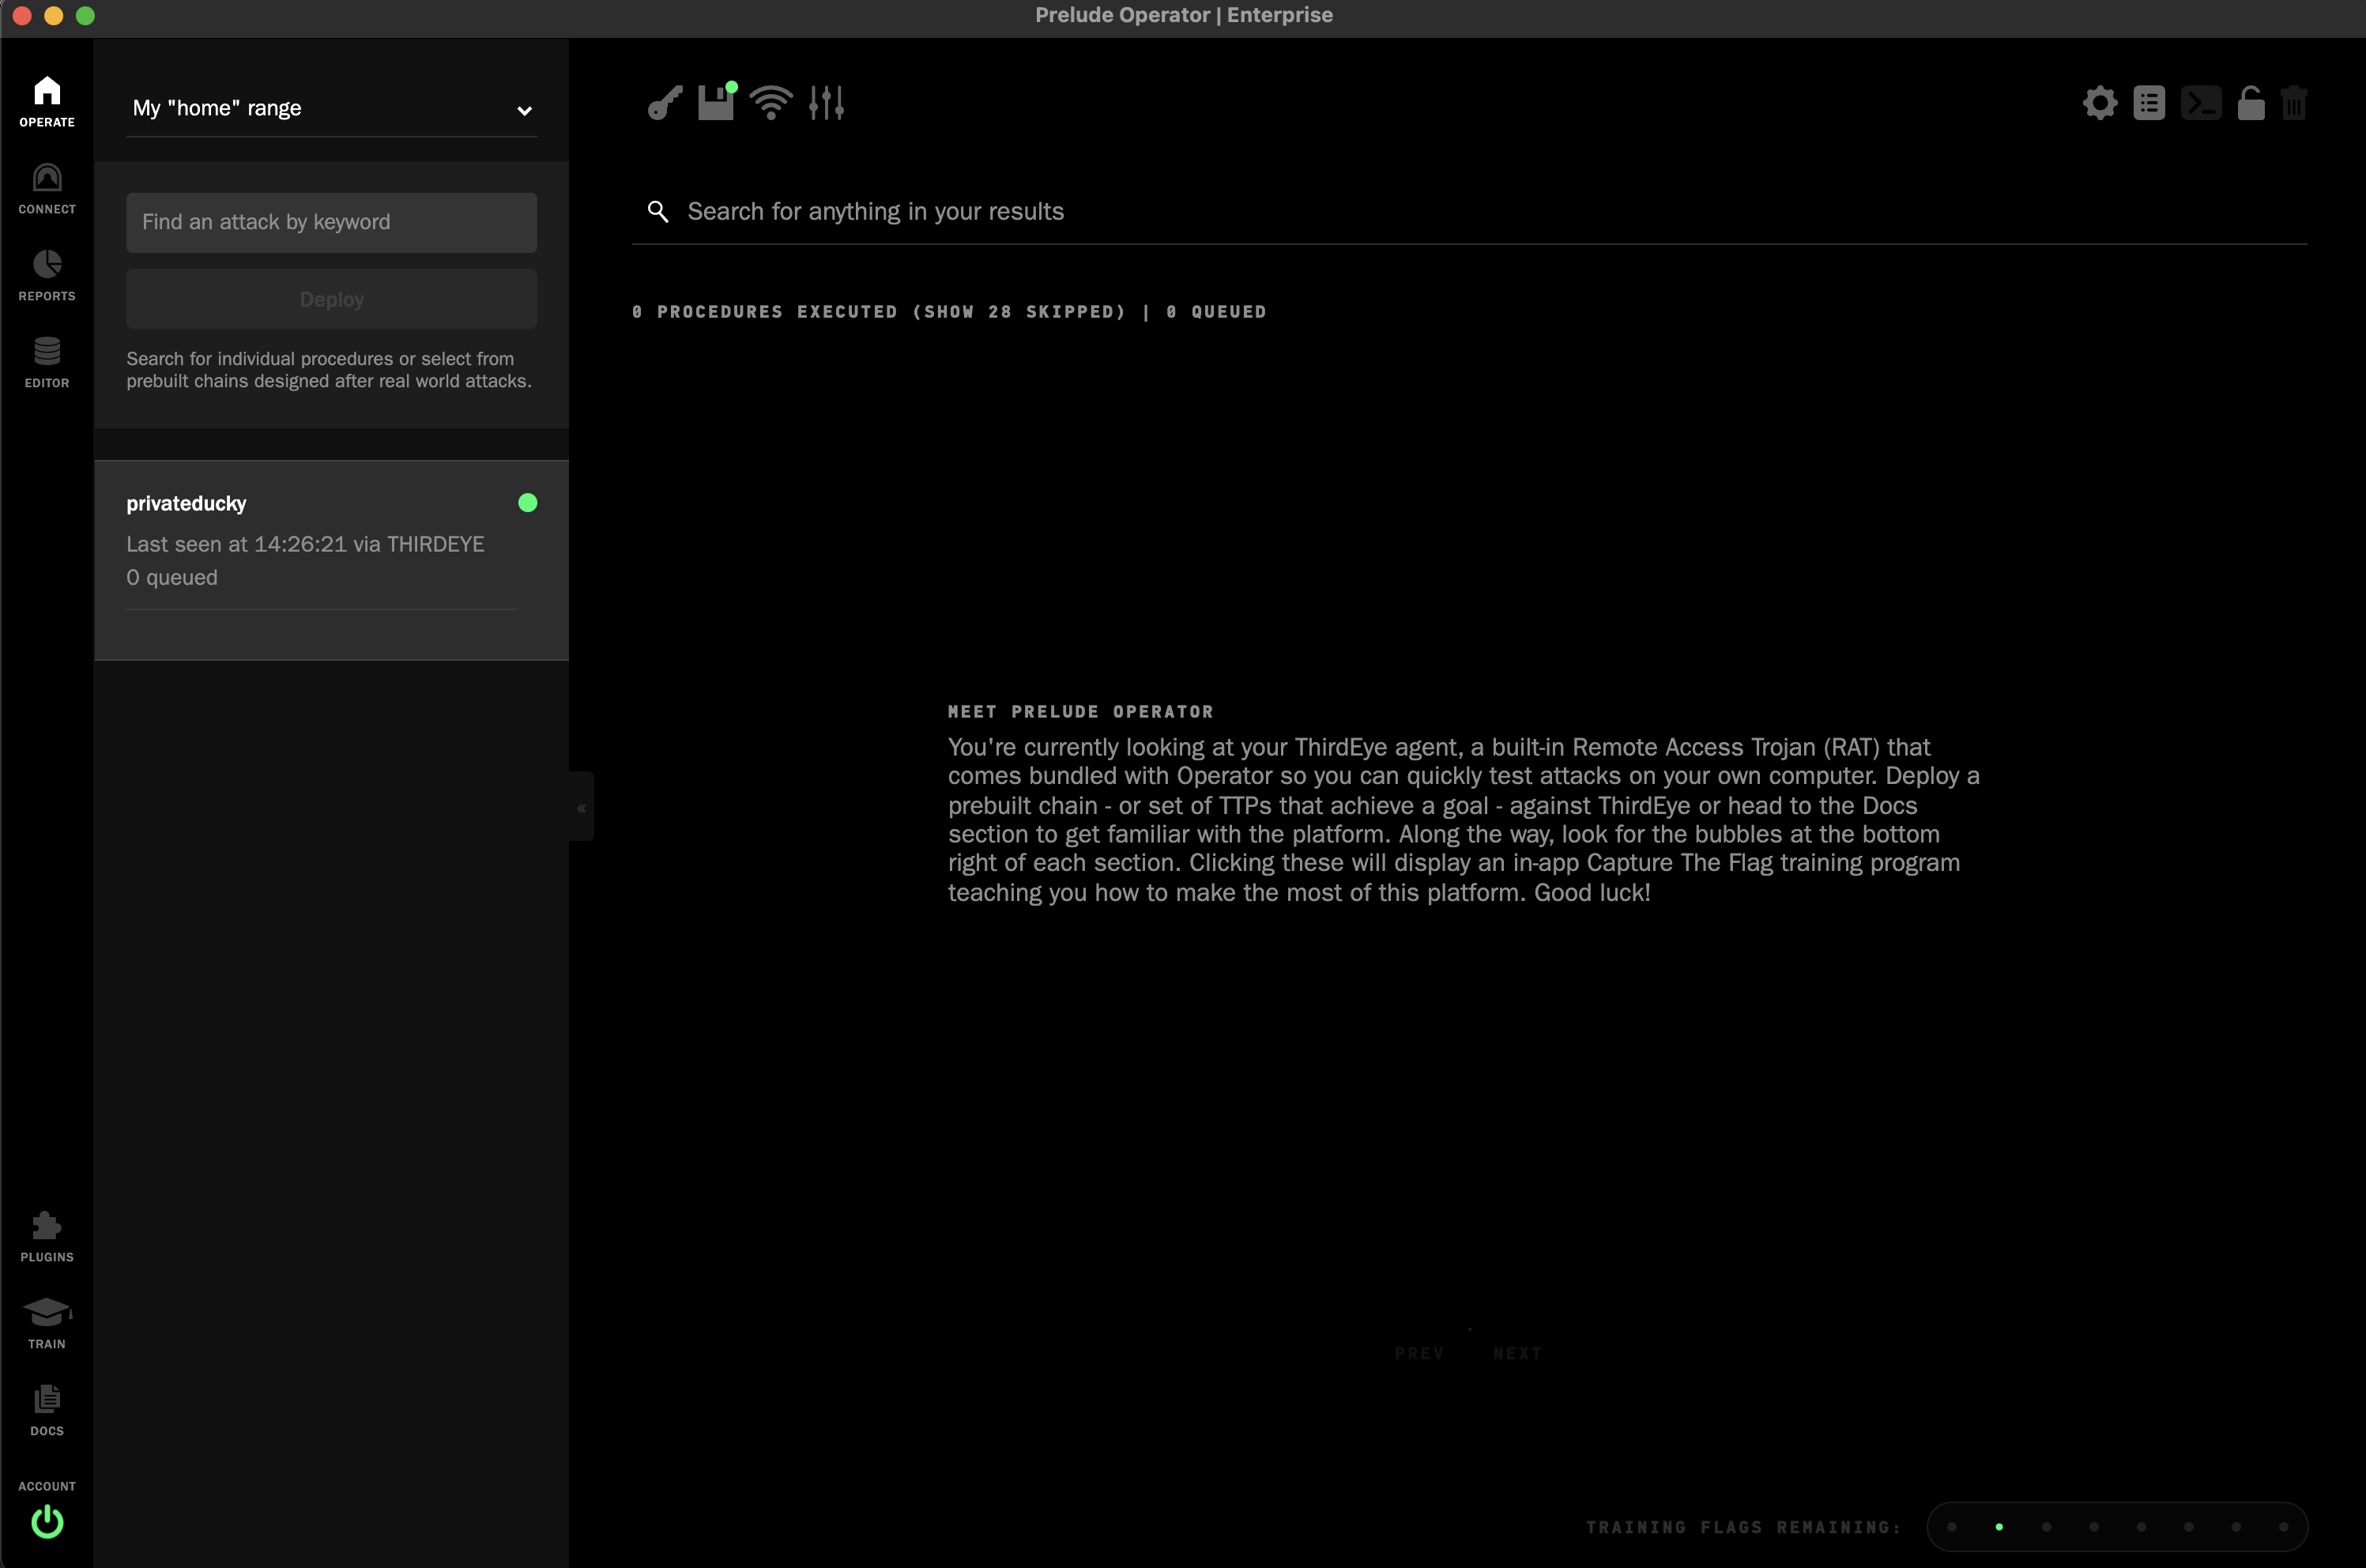 Prelude Operator | Enterprise
OPERATE
CONNECT
REPORTS
EDITOR
PLUGINS
TRAIN
DOCS
ACCOUNT
My "home" range
Find an attack by keyword
Deploy
Search for individual procedures or select from
prebuilt chains designed after real world attacks.
privateducky
Last seen at 14:26:21 via THIRDEYE
0 queued
«
Search for anything in your results
0 PROCEDURES EXECUTED (SHOW 28 SKIPPED) | 0 QUEUED
MEET PRELUDE OPERATOR
You're currently looking at your ThirdEye agent, a built-in Remote Access Trojan (RAT) that
comes bundled with Operator so you can quickly test attacks on your own computer. Deploy a
prebuilt chain - or set of TTPs that achieve a goal - against ThirdEye or head to the Docs
section to get familiar with the platform. Along the way, look for the bubbles at the bottom
right of each section. Clicking these will display an in-app Capture The Flag training program
teaching you how to make the most of this platform. Good luck!
PREV NEXT
TRAINING FLAGS REMAINING: